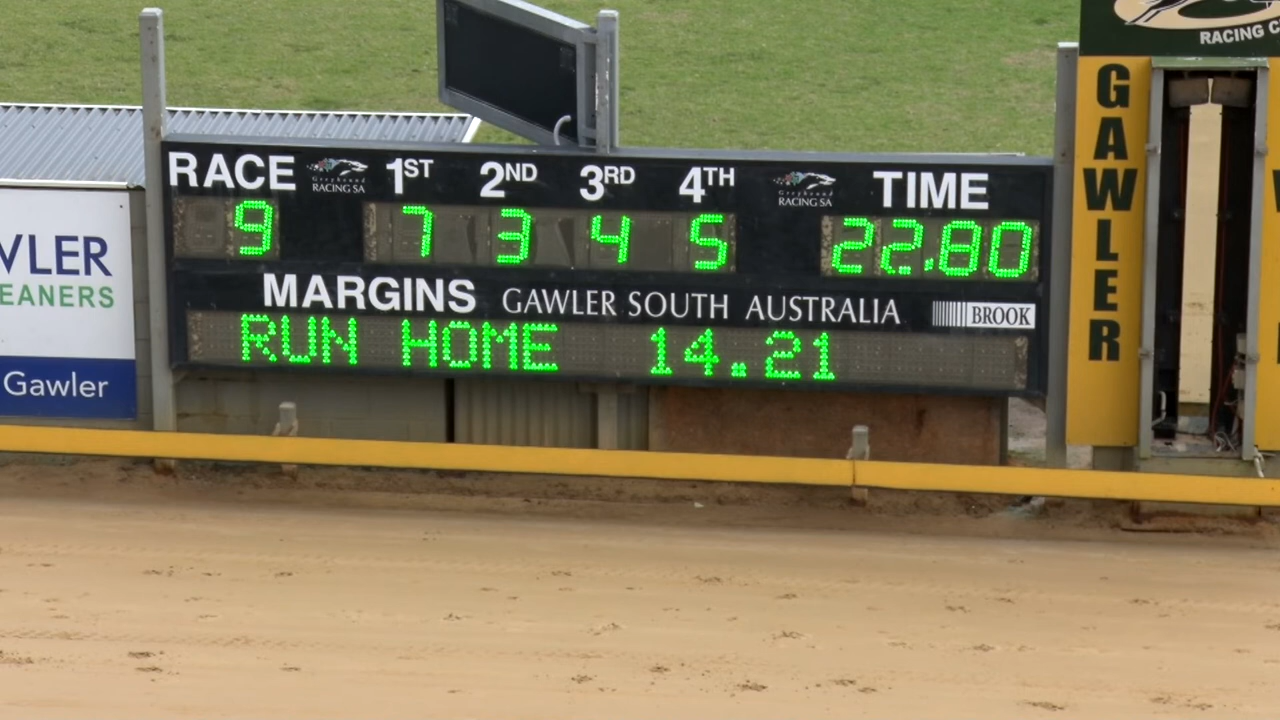 RACING C
RACE Greyhound RACING SA 1ST 2ND 3RD 4TH Greyhound RACING SA TIME
9 7 3 4 5 22.80
MARGINS GAWLER SOUTH AUSTRALIA BROOK
RUN HOME 14.21
WLER
EANERS
Gawler
GAWLER